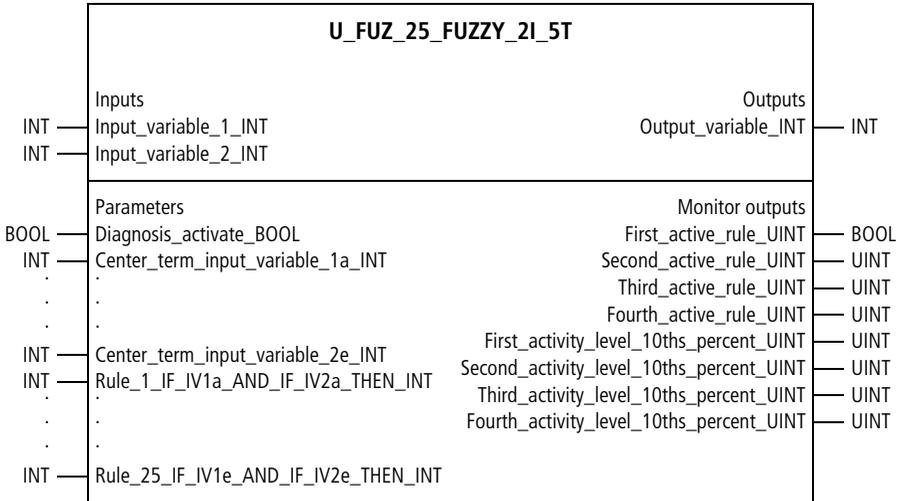 U_FUZ_25_FUZZY_2I_5T
Inputs Outputs
INT Input_variable_1_INT Output_variable_INT INT
INT Input_variable_2_INT
Parameters Monitor outputs
BOOL Diagnosis_activate_BOOL First_active_rule_UINT BOOL
INT Center_term_input_variable_1a_INT Second_active_rule_UINT UINT
. . Third_active_rule_UINT UINT
. . Fourth_active_rule_UINT UINT
. . First_activity_level_10ths_percent_UINT UINT
INT Center_term_input_variable_2e_INT Second_activity_level_10ths_percent_UINT UINT
INT Rule_1_IF_IV1a_AND_IF_IV2a_THEN_INT Third_activity_level_10ths_percent_UINT UINT
. . Fourth_activity_level_10ths_percent_UINT UINT
. .
. .
INT Rule_25_IF_IV1e_AND_IF_IV2e_THEN_INT